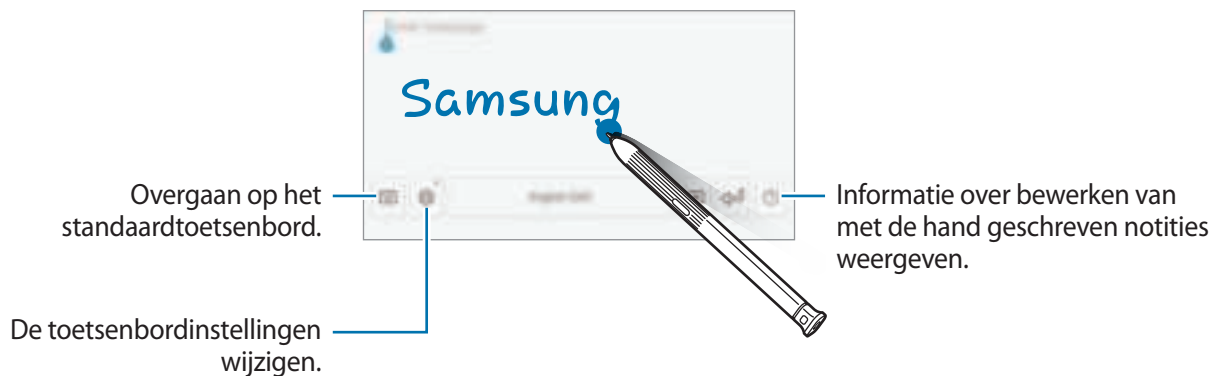 Samsung
Overgaan op het
standaardtoetsenbord.
Informatie over bewerken van
met de hand geschreven notities
weergeven.
De toetsenbordinstellingen
wijzigen.